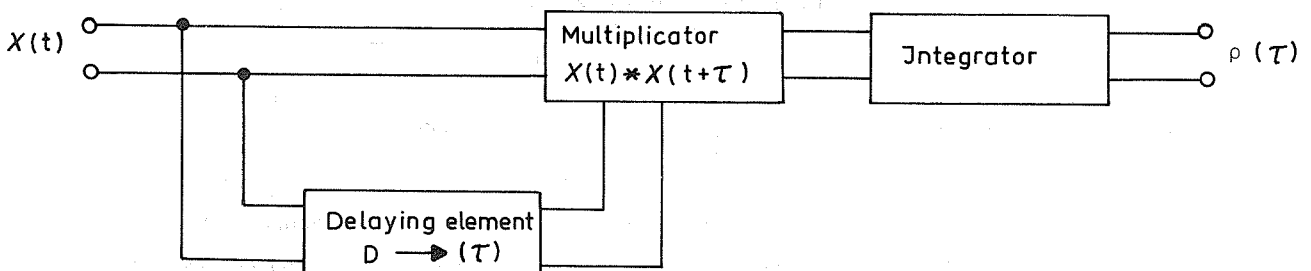 X(t)
Multiplicator
X(t)*X(t+τ)
Jntegrator
ρ (τ)
Delaying element
D → (τ)